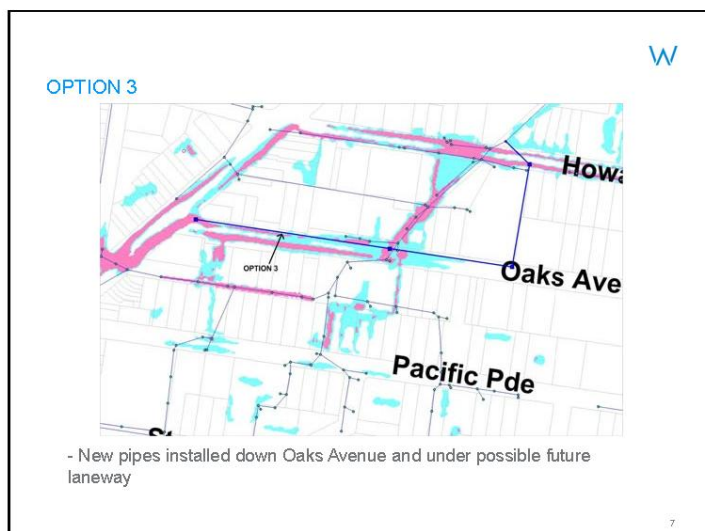 W
OPTION 3
Howa
OPTION 3
Oaks Ave
Pacific Pde
St
- New pipes installed down Oaks Avenue and under possible future
laneway
7